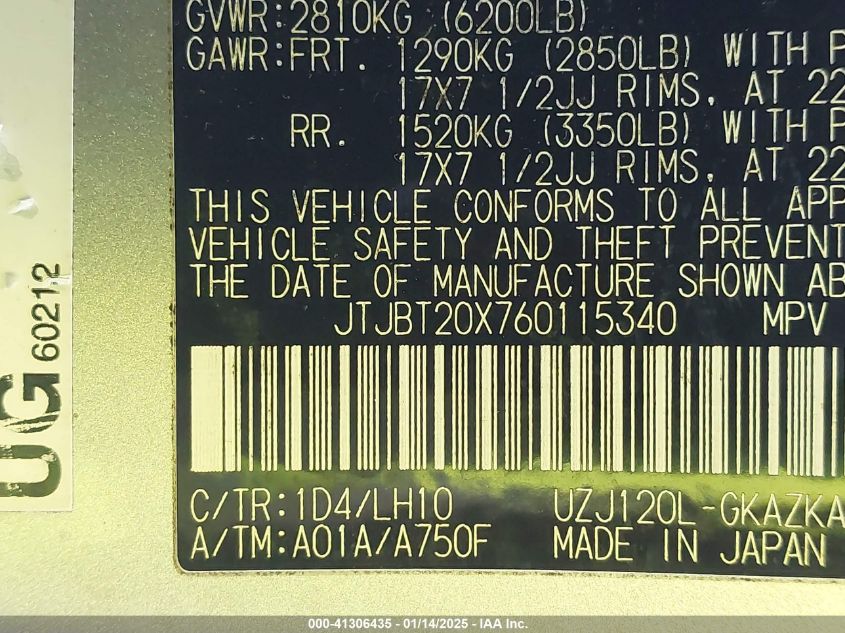 GVWR:2810KG (6200LB)
GAWR:FRT. 1290KG (2850LB) WITH P
17X7 1/2JJ RIMS, AT 22
RR. 1520KG (3350LB) WITH P
17X7 1/2JJ RIMS, AT 22
THIS VEHICLE CONFORMS TO ALL APP
VEHICLE SAFETY AND THEFT PREVENT
THE DATE OF MANUFACTURE SHOWN AB
JTJBT20X760115340 MPV
C/TR:1D4/LH10 UZJ120L-GKAZKA
A/TM:A01A/A750F MADE IN JAPAN
UG 60212
000-41306435 - 01/14/2025 - IAA Inc.